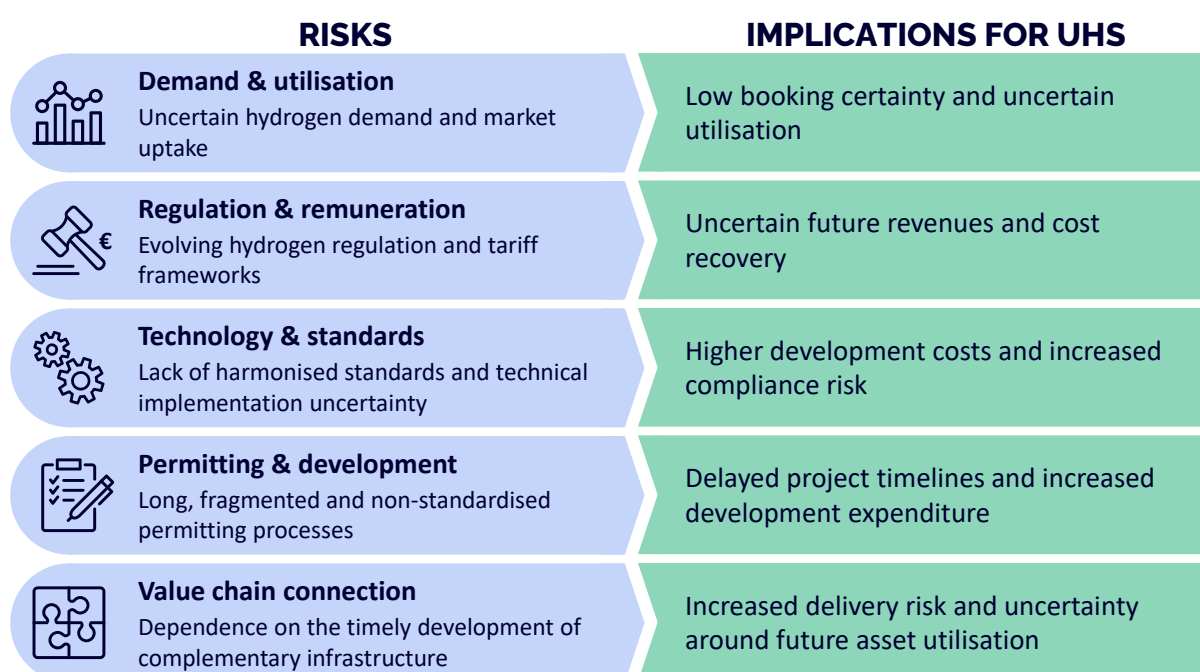 RISKS
IMPLICATIONS FOR UHS
Demand & utilisation
Uncertain hydrogen demand and market
uptake
Low booking certainty and uncertain
utilisation
Regulation & remuneration
Evolving hydrogen regulation and tariff
frameworks
€
Uncertain future revenues and cost
recovery
Technology & standards
Lack of harmonised standards and technical
implementation uncertainty
Higher development costs and increased
compliance risk
Permitting & development
Long, fragmented and non-standardised
permitting processes
Delayed project timelines and increased
development expenditure
Value chain connection
Dependence on the timely development of
complementary infrastructure
Increased delivery risk and uncertainty
around future asset utilisation